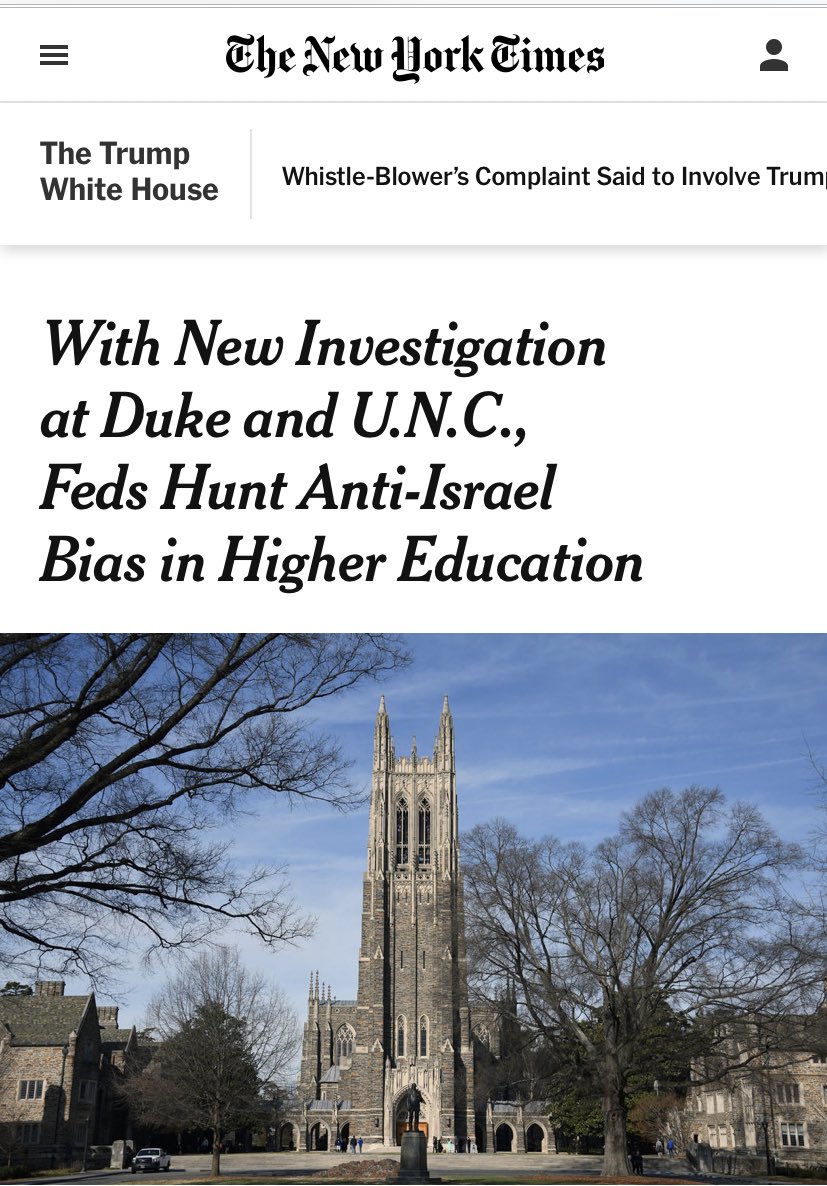 The New York Times
The Trump
White House
Whistle-Blower’s Complaint Said to Involve Trum
With New Investigation
at Duke and U.N.C.,
Feds Hunt Anti-Israel
Bias in Higher Education